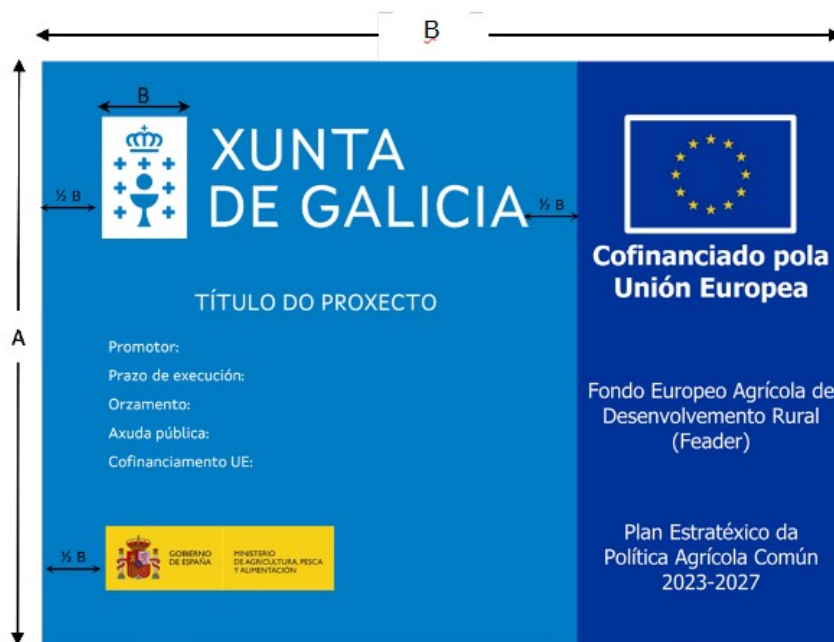 B
B
XUNTA
DE GALICIA
½ B
½ B
TÍTULO DO PROXECTO
A
Promotor:
Prazo de execución:
Orzamento:
Axuda pública:
Cofinanciamento UE:
½ B
GOBIERNO
DE ESPAÑA
MINISTERIO
DE AGRICULTURA, PESCA
Y ALIMENTACIÓN
Cofinanciado pola
Unión Europea
Fondo Europeo Agrícola de
Desenvolvemento Rural
(Feader)
Plan Estratéxico da
Política Agrícola Común
2023-2027